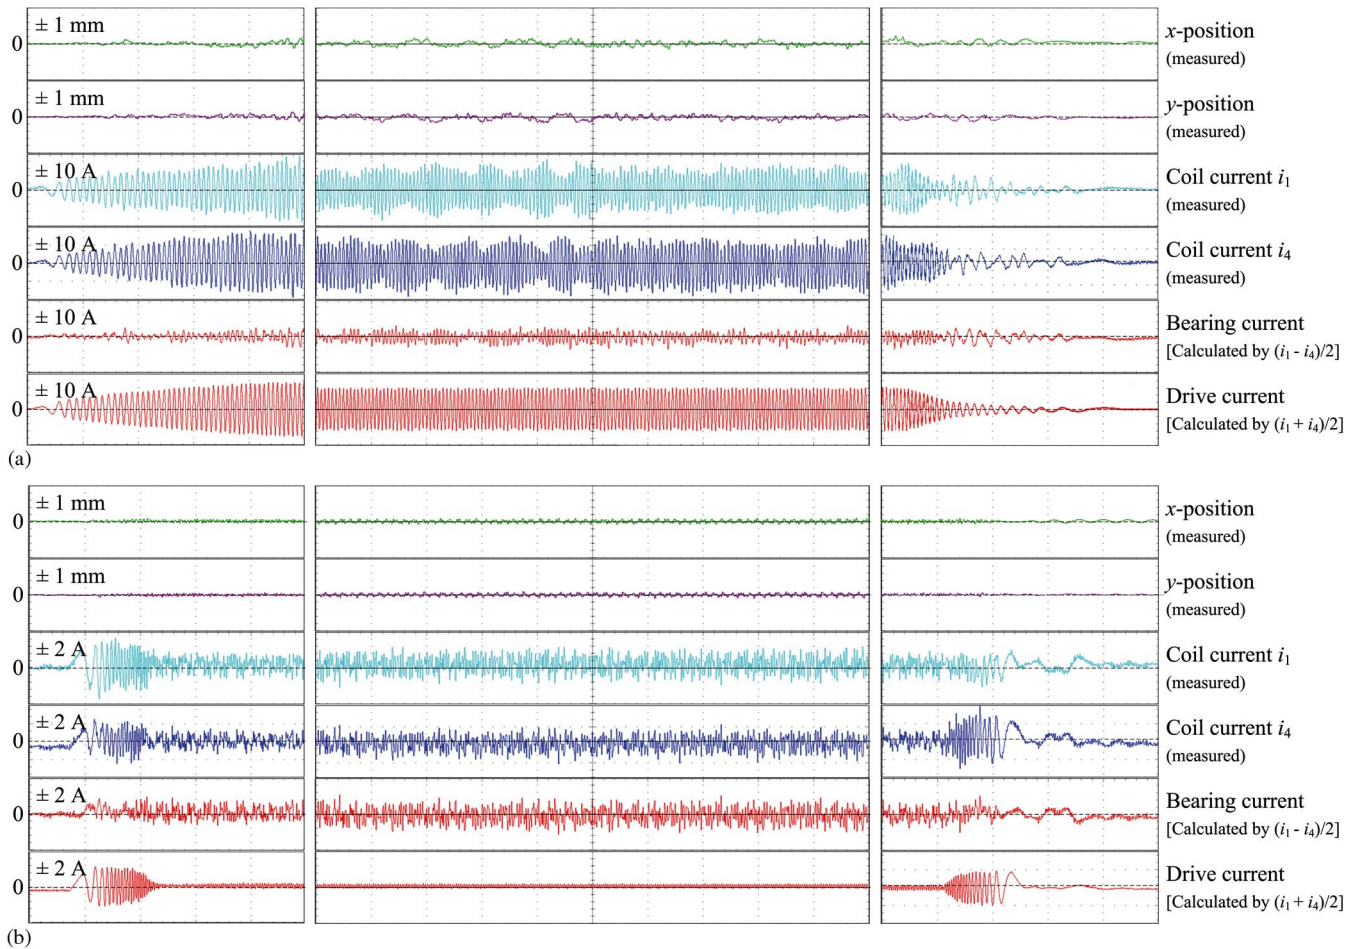 ± 1 mm
0
x-position
(measured)
± 1 mm
0
y-position
(measured)
± 10 A
0
Coil current i1
(measured)
± 10 A
0
Coil current i4
(measured)
± 10 A
0
Bearing current
[Calculated by (i1 - i4)/2]
± 10 A
0
Drive current
[Calculated by (i1 + i4)/2]
(a)
± 1 mm
0
x-position
(measured)
± 1 mm
0
y-position
(measured)
± 2 A
0
Coil current i1
(measured)
± 2 A
0
Coil current i4
(measured)
± 2 A
0
Bearing current
[Calculated by (i1 - i4)/2]
± 2 A
0
Drive current
[Calculated by (i1 + i4)/2]
(b)